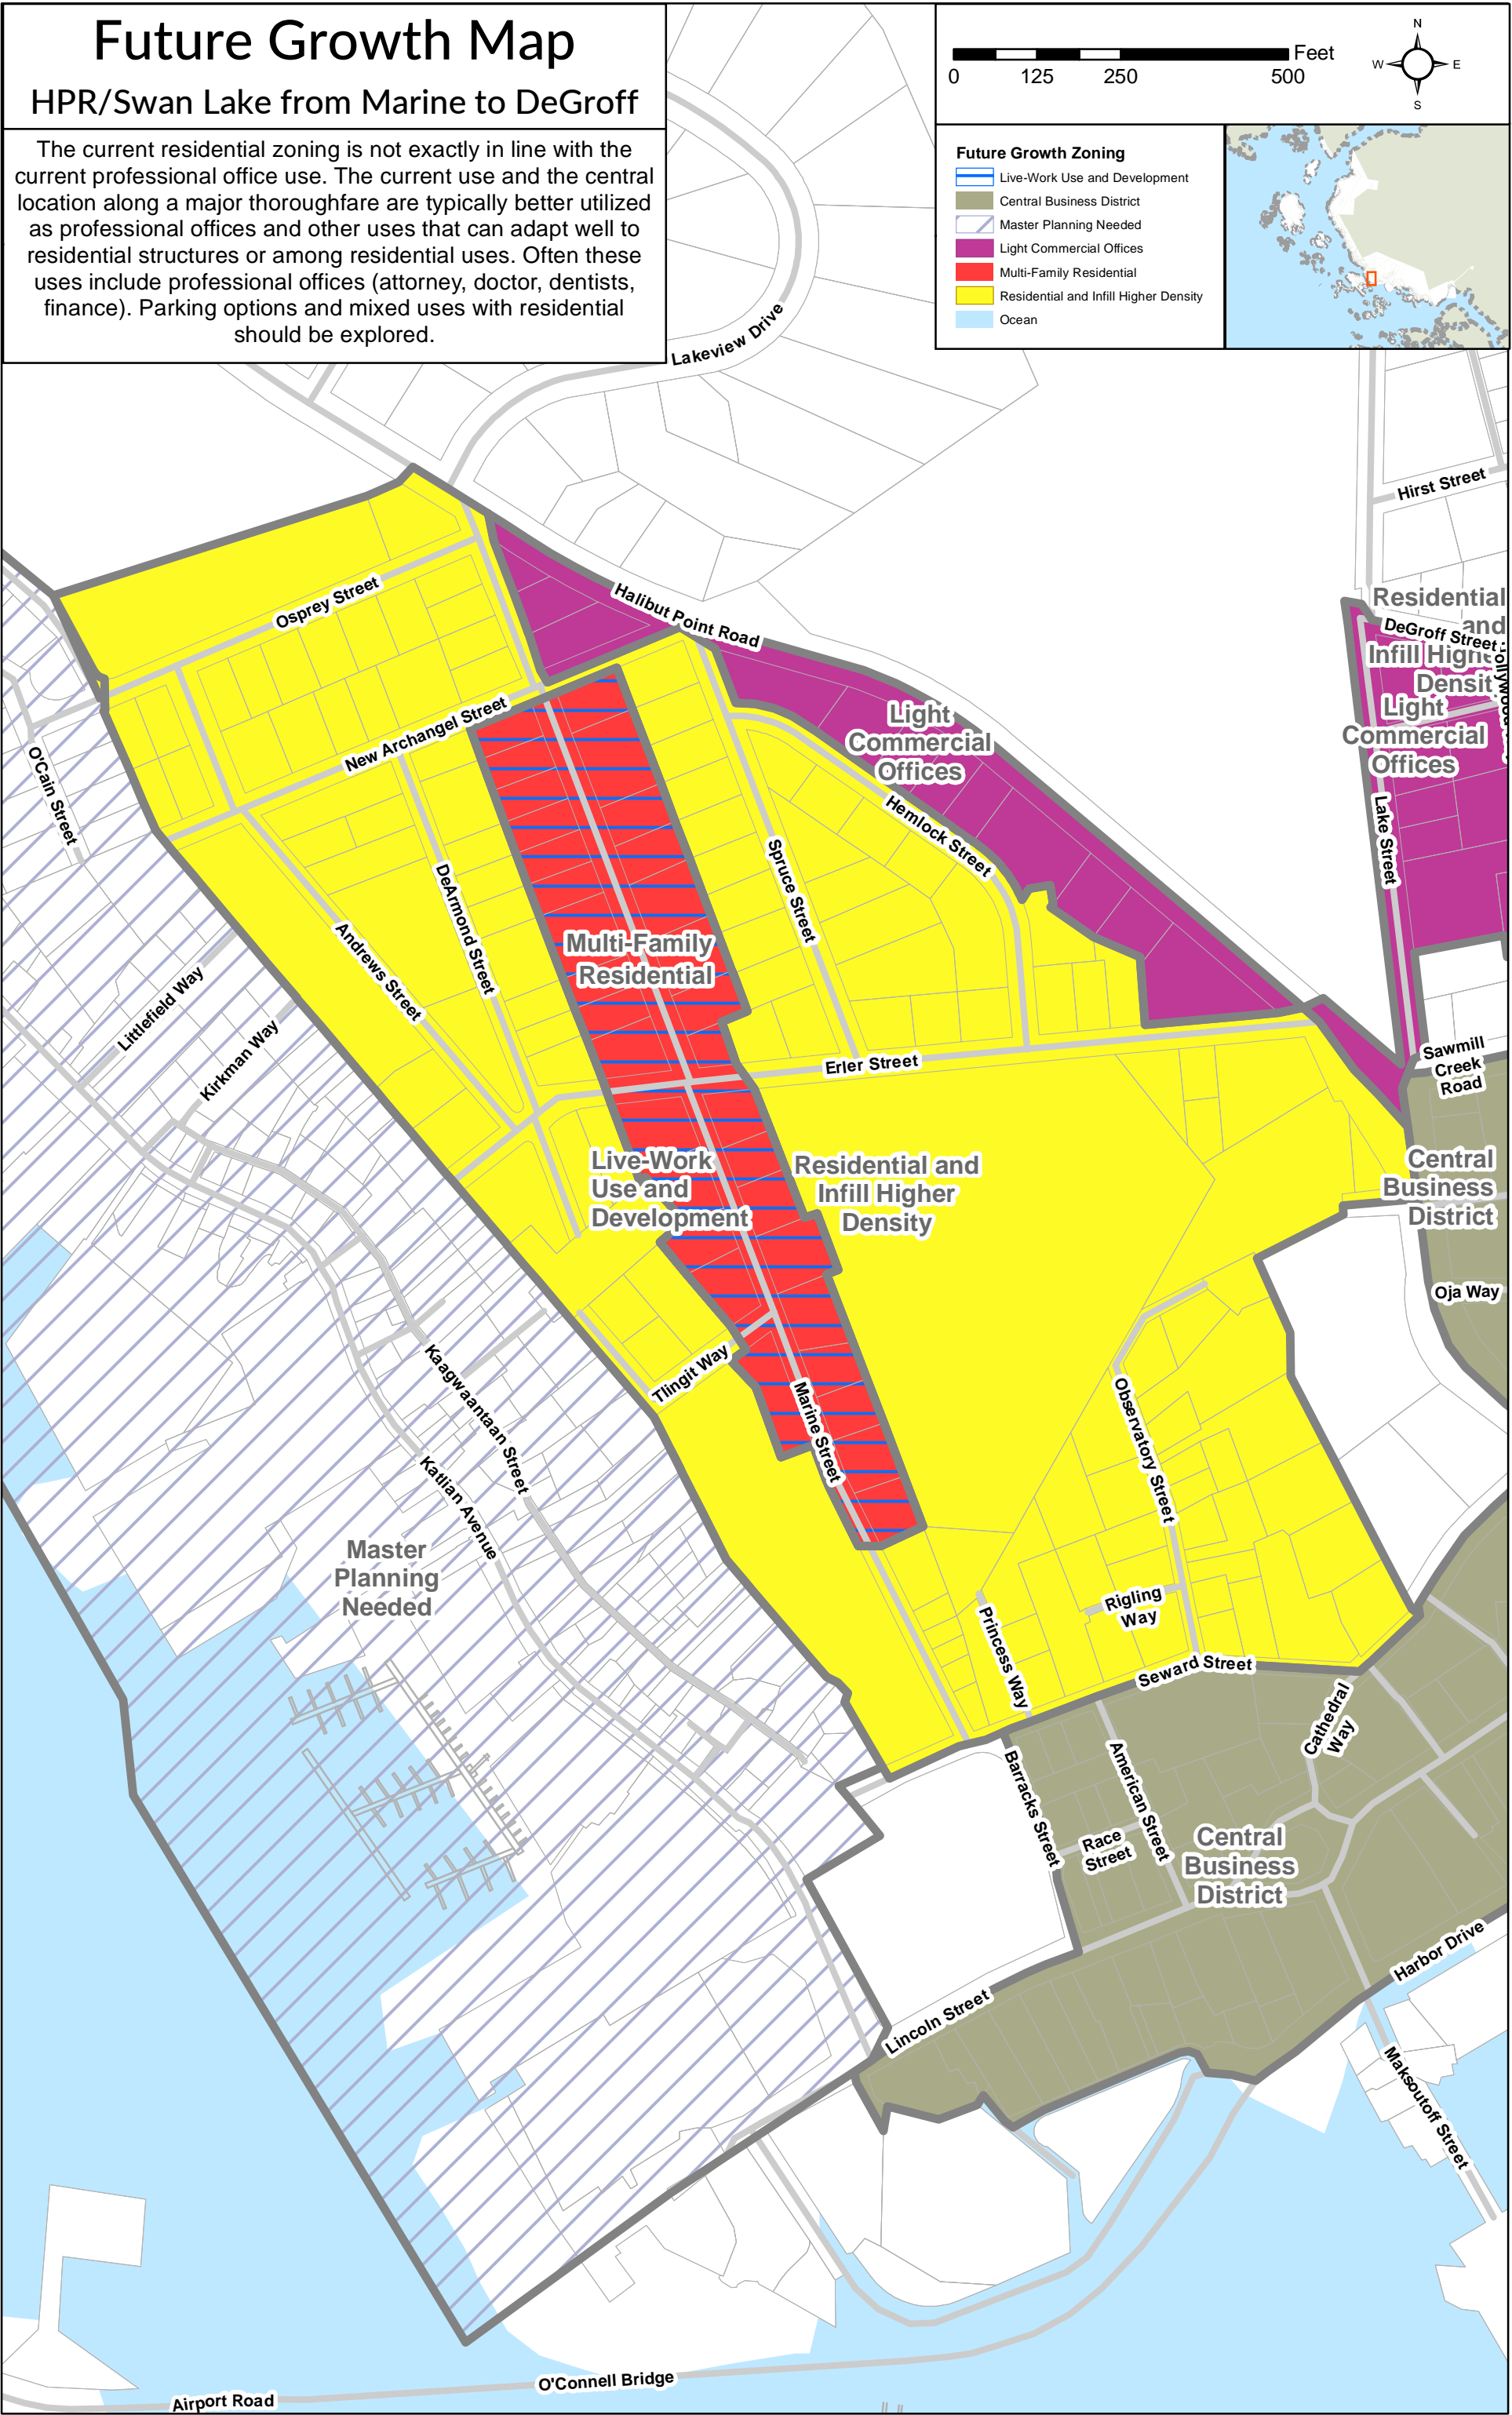 Future Growth Map
HPR/Swan Lake from Marine to DeGroff
The current residential zoning is not exactly in line with the
current professional office use. The current use and the central
location along a major thoroughfare are typically better utilized
as professional offices and other uses that can adapt well to
residential structures or among residential uses. Often these
uses include professional offices (attorney, doctor, dentists,
finance). Parking options and mixed uses with residential
should be explored.
Feet
0 125 250 500
N
W E
S
Future Growth Zoning
Live-Work Use and Development
Central Business District
Master Planning Needed
Light Commercial Offices
Multi-Family Residential
Residential and Infill Higher Density
Ocean
Lakeview Drive
Hirst Street
Osprey Street
Halibut Point Road
Residential
and
DeGroff Street
Infill Highe
Densit
Light
Commercial
Offices
Light
Commercial
Offices
New Archangel Street
O'Cain Street
Hemlock Street
Lake Street
Spruce Street
DeArmond Street
Andrews Street
Multi-Family
Residential
Littlefield Way
Kirkman Way
Erler Street
Sawmill
Creek
Road
Live-Work
Use and
Development
Residential and
Infill Higher
Density
Central
Business
District
Oja Way
Tlingit Way
Kaagwaantaan Street
Marine Street
Observatory Street
Katlian Avenue
Master
Planning
Needed
Rigling
Way
Princess Way
Seward Street
Cathedral
Way
Barracks Street
American Street
Race
Street
Central
Business
District
Harbor Drive
Lincoln Street
Maksoutoff Street
O'Connell Bridge
Airport Road